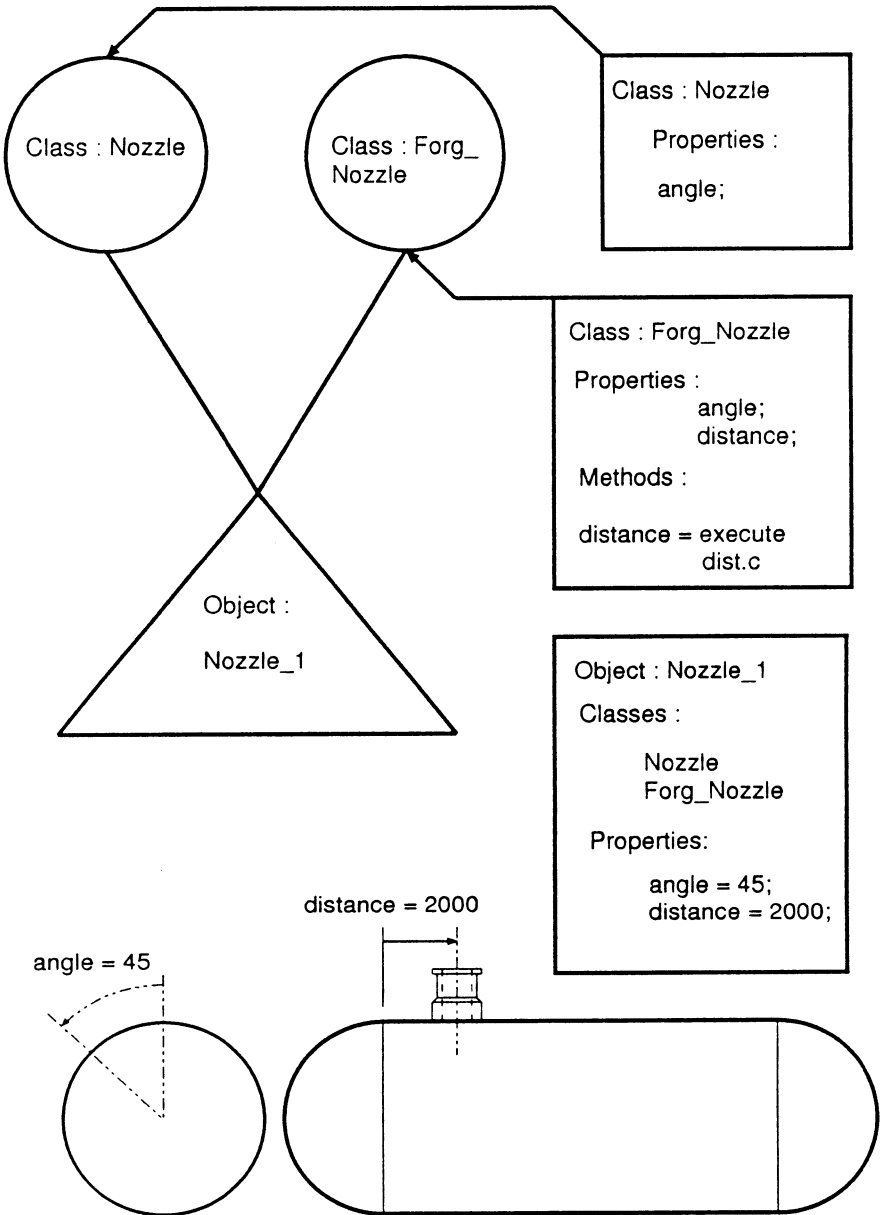 Class : Nozzle
Class : Forg_
Nozzle
Class : Nozzle
Properties :
angle;
Class : Forg_Nozzle
Properties :
angle;
distance;
Methods :
distance = execute
dist.c
Object :
Nozzle_1
Object : Nozzle_1
Classes :
Nozzle
Forg_Nozzle
Properties:
angle = 45;
distance = 2000;
distance = 2000
angle = 45